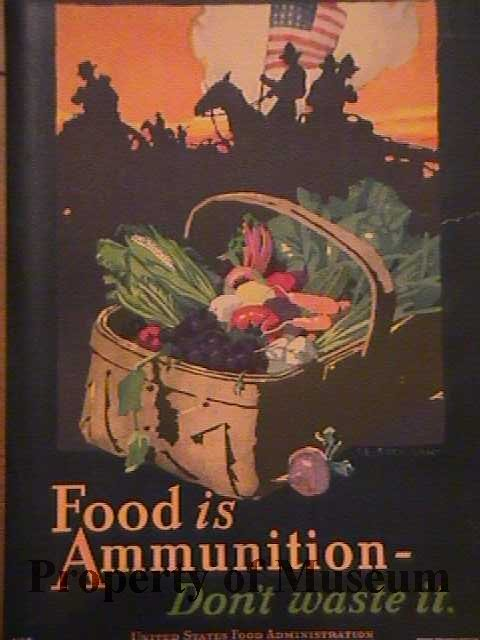 Food is
Ammunition-
Property of Museum
Don't waste it.
UNITED STATES FOOD ADMINISTRATION